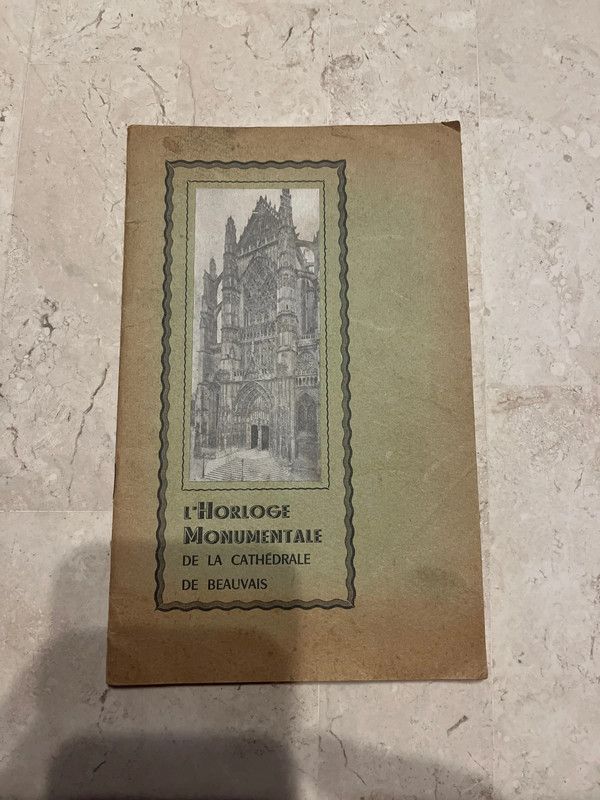 L'HORLOGE
MONUMENTALE
DE LA CATHÉDRALE
DE BEAUVAIS